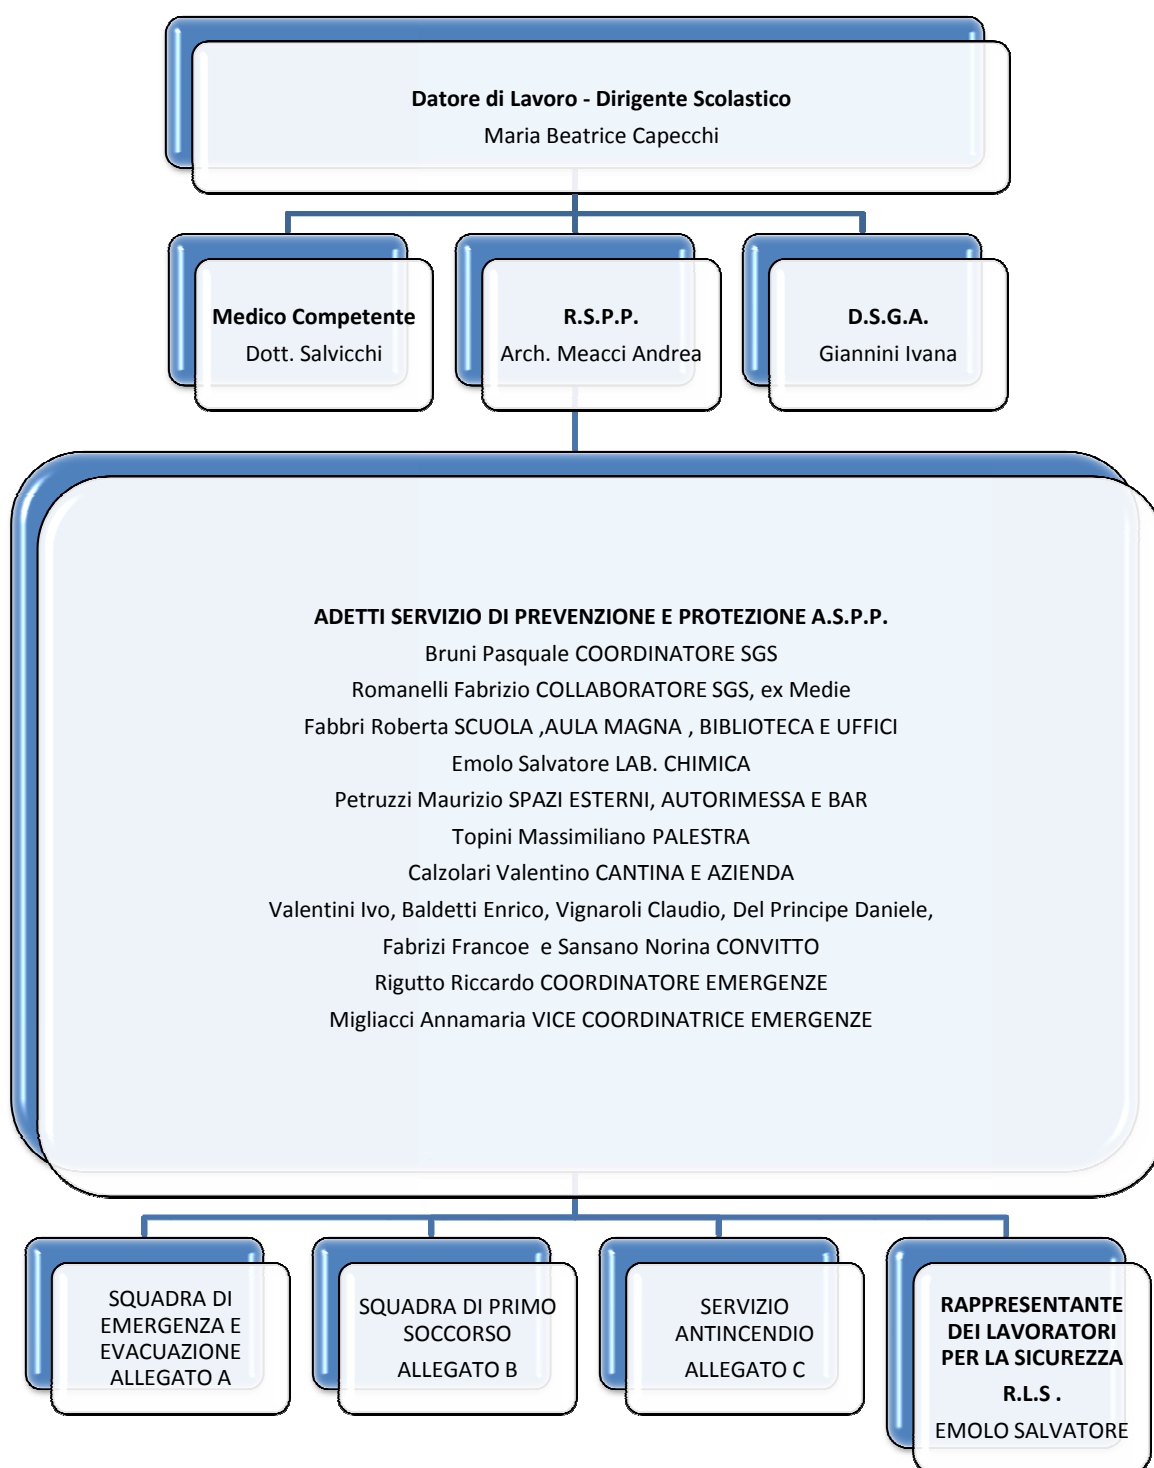 Datore di Lavoro - Dirigente Scolastico
Maria Beatrice Capecchi
Medico Competente
Dott. Salvicchi
R.S.P.P.
Arch. Meacci Andrea
D.S.G.A.
Giannini Ivana
ADETTI SERVIZIO DI PREVENZIONE E PROTEZIONE A.S.P.P.
Bruni Pasquale COORDINATORE SGS
Romanelli Fabrizio COLLABORATORE SGS, ex Medie
Fabbri Roberta SCUOLA ,AULA MAGNA , BIBLIOTECA E UFFICI
Emolo Salvatore LAB. CHIMICA
Petruzzi Maurizio SPAZI ESTERNI, AUTORIMESSA E BAR
Topini Massimiliano PALESTRA
Calzolari Valentino CANTINA E AZIENDA
Valentini Ivo, Baldetti Enrico, Vignaroli Claudio, Del Principe Daniele,
Fabrizi Francoe e Sansano Norina CONVITTO
Rigutto Riccardo COORDINATORE EMERGENZE
Migliacci Annamaria VICE COORDINATRICE EMERGENZE
SQUADRA DI
EMERGENZA E
EVACUAZIONE
ALLEGATO A
SQUADRA DI PRIMO
SOCCORSO
ALLEGATO B
SERVIZIO
ANTINCENDIO
ALLEGATO C
RAPPRESENTANTE
DEI LAVORATORI
PER LA SICUREZZA
R.L.S .
EMOLO SALVATORE